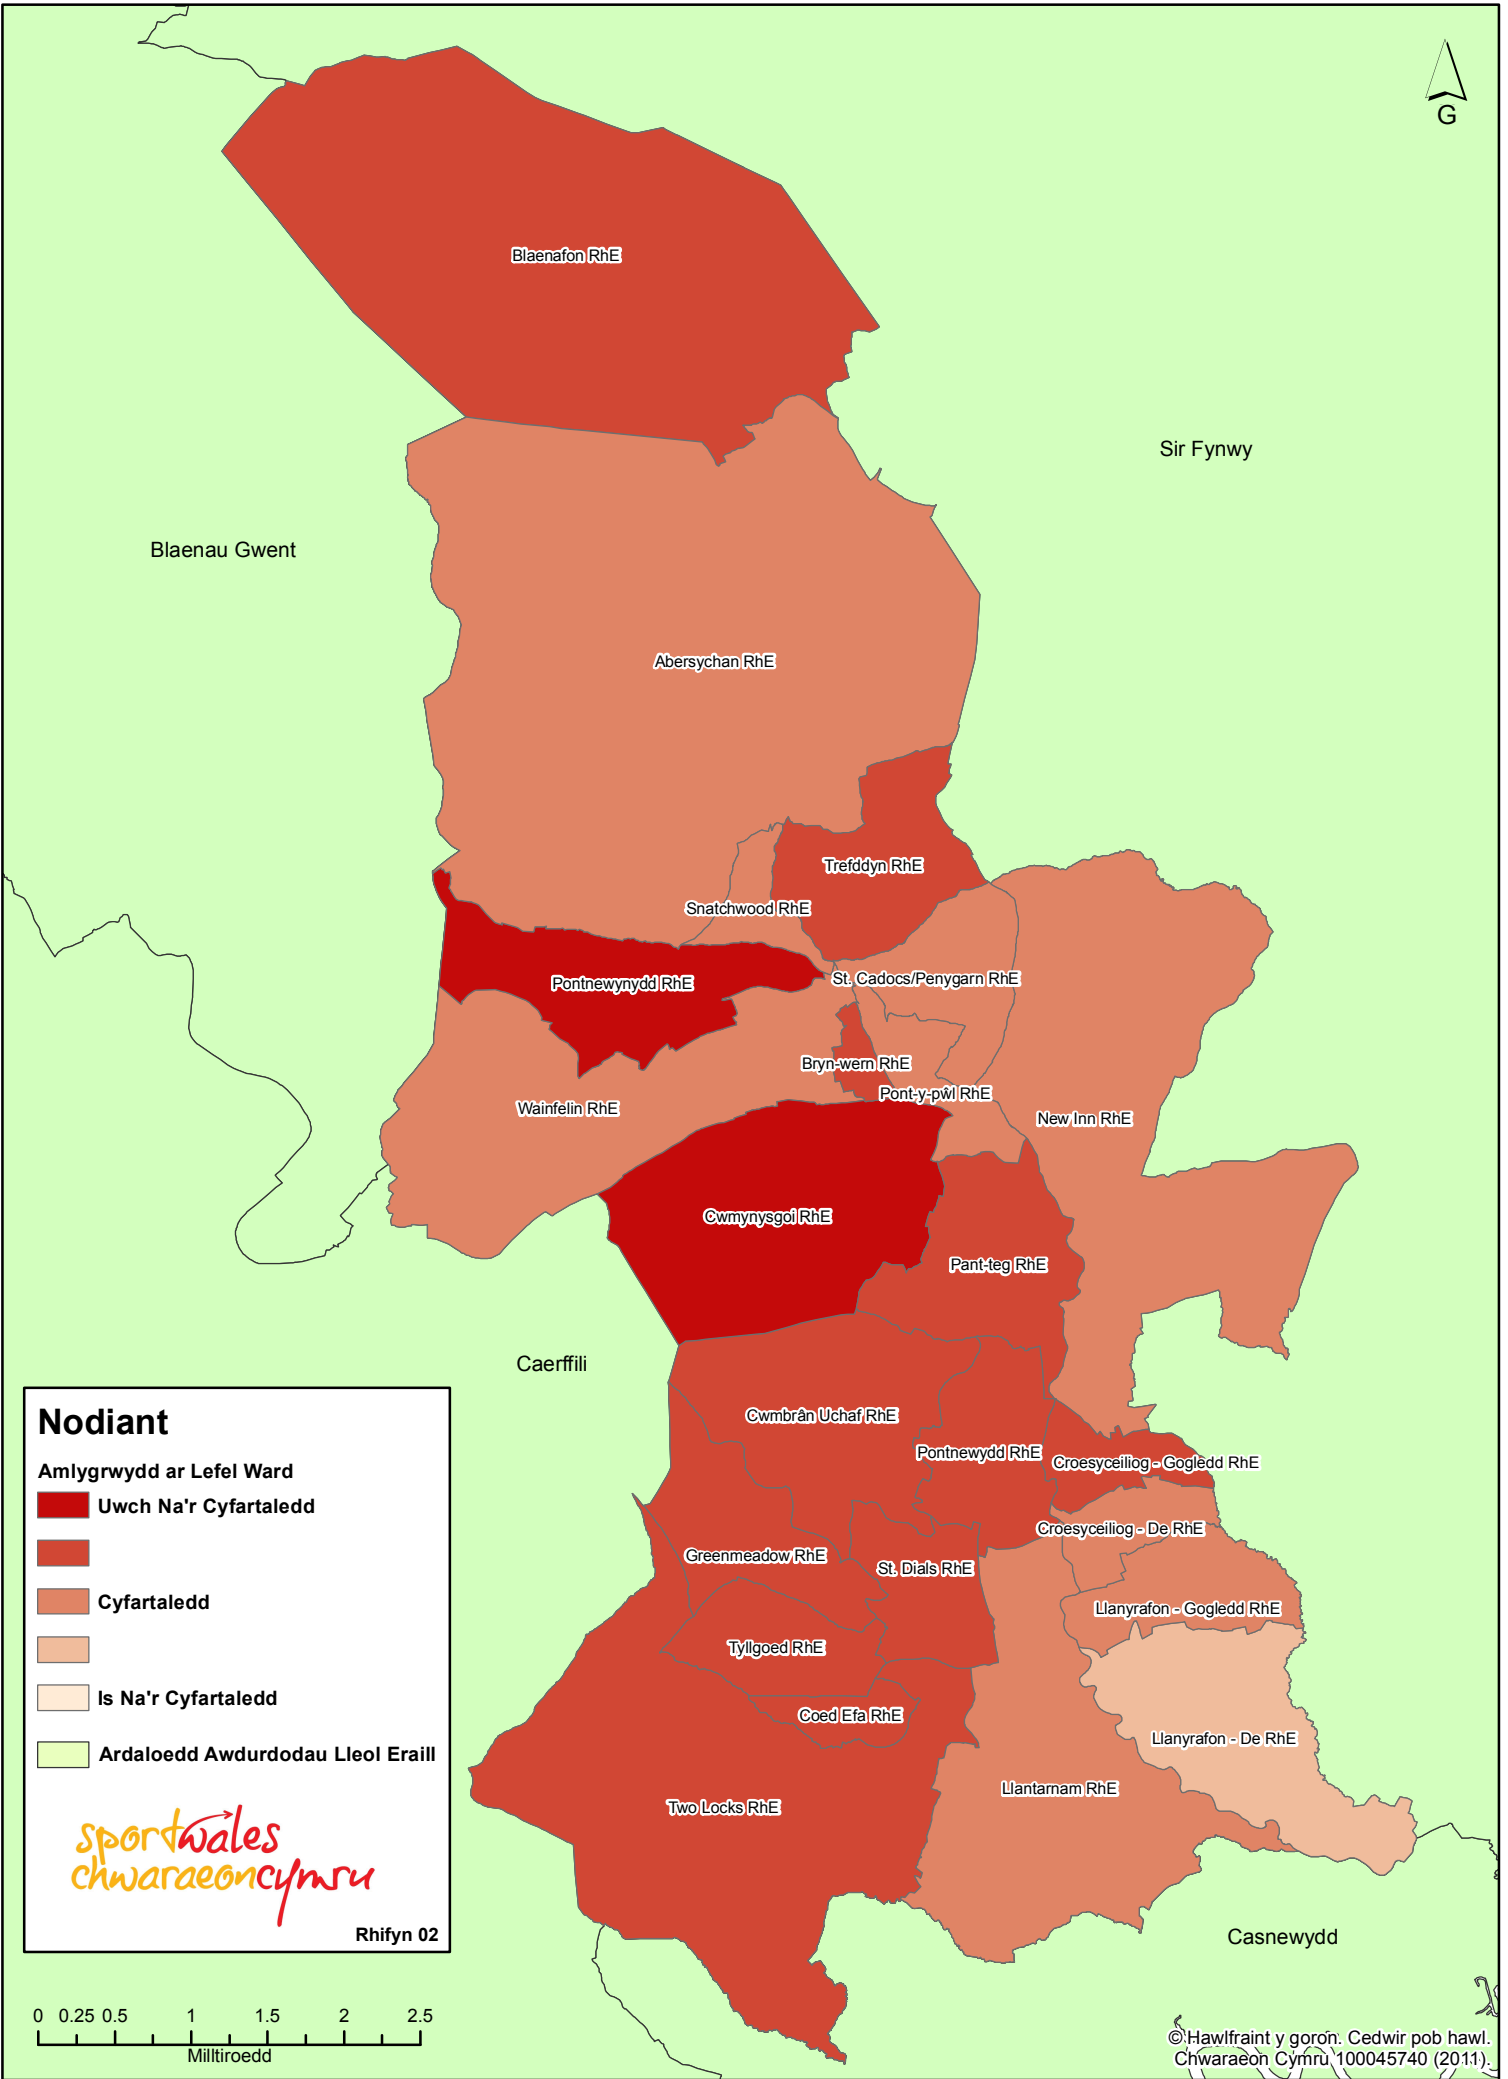 G
Blaenafon RhE
Sir Fynwy
Blaenau Gwent
Abersychan RhE
Trefddyn RhE
Snatchwood RhE
St. Cadocs/Penygarn RhE
Pontnewynydd RhE
Bryn-wern RhE
Pont-y-pŵl RhE
Wainfelin RhE
New Inn RhE
Cwmynysgoi RhE
Pant-teg RhE
Caerffili
Cwmbrân Uchaf RhE
Pontnewydd RhE
Croesyceiliog - Gogledd RhE
Croesyceiliog - De RhE
Greenmeadow RhE
St. Dials RhE
Llanyrafon - Gogledd RhE
Tyllgoed RhE
Coed Efa RhE
Llanyrafon - De RhE
Llantarnam RhE
Two Locks RhE
Casnewydd
Nodiant
Amlygrwydd ar Lefel Ward
Uwch Na'r Cyfartaledd
Cyfartaledd
Is Na'r Cyfartaledd
Ardaloedd Awdurdodau Lleol Eraill
sportwales
chwaraeoncymru
Rhifyn 02
0 0.25 0.5 1 1.5 2 2.5
Milltiroedd
© Hawlfraint y goron. Cedwir pob hawl.
Chwaraeon Cymru 100045740 (2011).